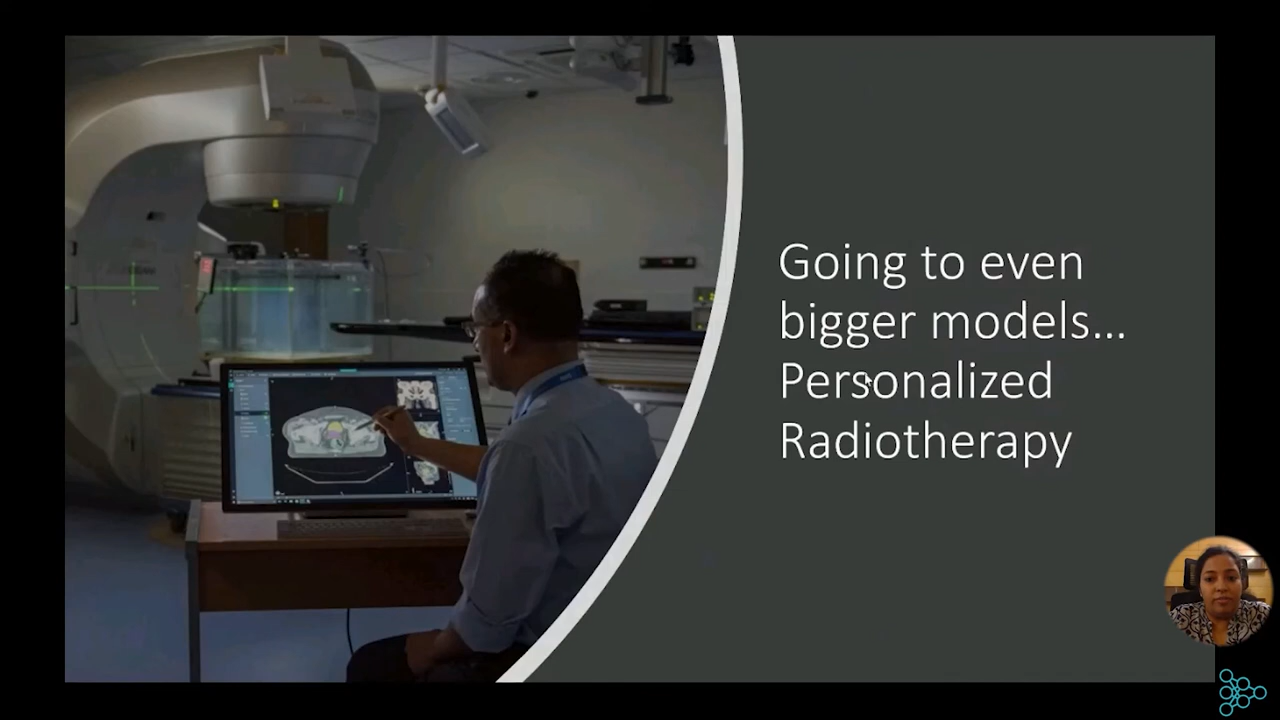 Going to even
bigger models...
Personalized
Radiotherapy